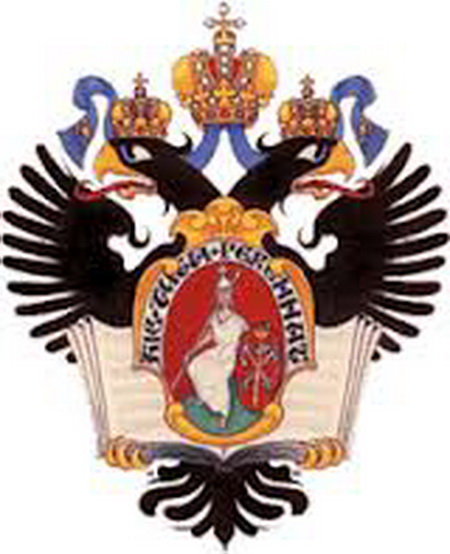 HIC · TUTA · PERENNAT